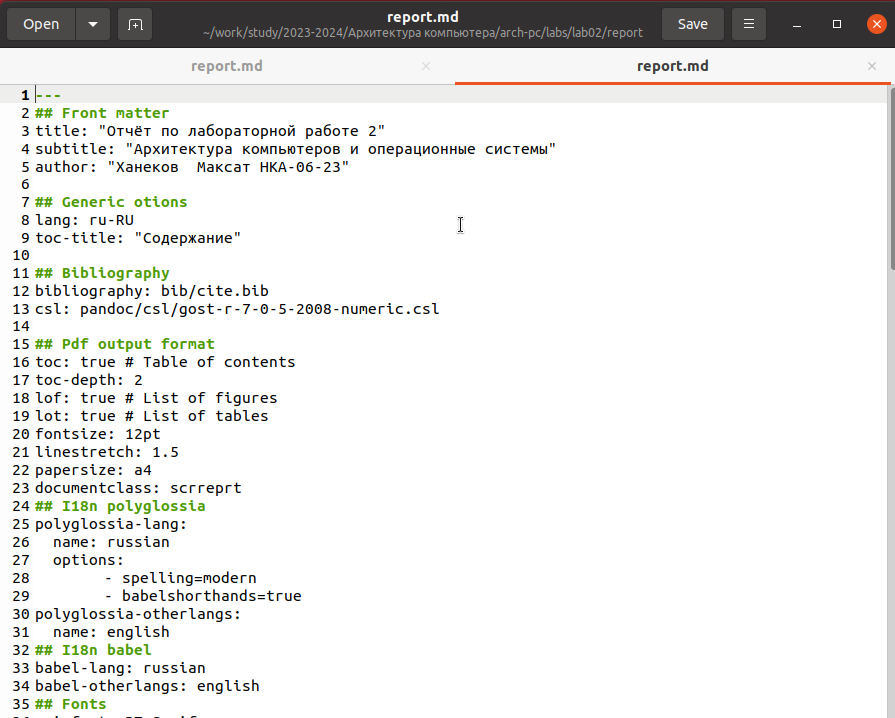 Open
report.md
~/work/study/2023-2024/Архитектура компьютера/arch-pc/labs/lab02/report
Save
report.md
report.md
1 ---
2 ## Front matter
3 title: "Отчёт по лабораторной работе 2"
4 subtitle: "Архитектура компьютеров и операционные системы"
5 author: "Ханеков  Максат НКА-06-23"
6
7 ## Generic otions
8 lang: ru-RU
9 toc-title: "Содержание"
10
11 ## Bibliography
12 bibliography: bib/cite.bib
13 csl: pandoc/csl/gost-r-7-0-5-2008-numeric.csl
14
15 ## Pdf output format
16 toc: true # Table of contents
17 toc-depth: 2
18 lof: true # List of figures
19 lot: true # List of tables
20 fontsize: 12pt
21 linestretch: 1.5
22 papersize: a4
23 documentclass: scrreprt
24 ## I18n polyglossia
25 polyglossia-lang:
26   name: russian
27   options:
28         - spelling=modern
29         - babelshorthands=true
30 polyglossia-otherlangs:
31   name: english
32 ## I18n babel
33 babel-lang: russian
34 babel-otherlangs: english
35 ## Fonts